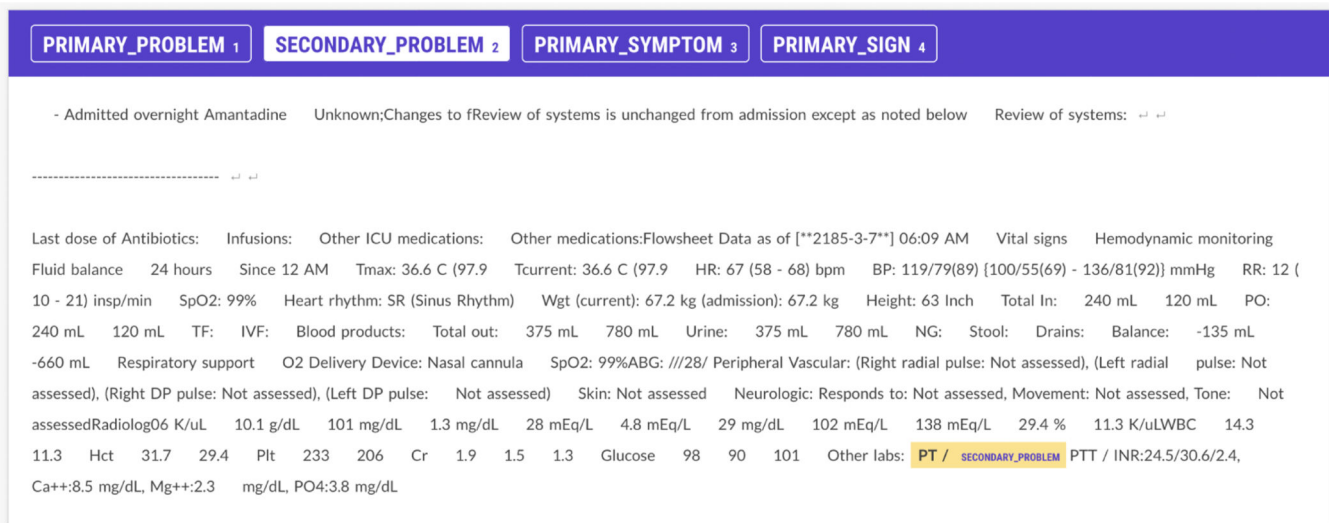 PRIMARY_PROBLEM 1 SECONDARY_PROBLEM 2 PRIMARY_SYMPTOM 3 PRIMARY_SIGN 4
- Admitted overnight Amantadine Unknown;Changes to fReview of systems is unchanged from admission except as noted below Review of systems: ↵ ↵
----------------------------------- ↵ ↵
Last dose of Antibiotics: Infusions: Other ICU medications: Other medications:Flowsheet Data as of [**2185-3-7**] 06:09 AM Vital signs Hemodynamic monitoring
Fluid balance 24 hours Since 12 AM Tmax: 36.6 C (97.9 Tcurrent: 36.6 C (97.9 HR: 67 (58 - 68) bpm BP: 119/79(89) {100/55(69) - 136/81(92)} mmHg RR: 12 (
10 - 21) insp/min SpO2: 99% Heart rhythm: SR (Sinus Rhythm) Wgt (current): 67.2 kg (admission): 67.2 kg Height: 63 Inch Total In: 240 mL 120 mL PO:
240 mL 120 mL TF: IVF: Blood products: Total out: 375 mL 780 mL Urine: 375 mL 780 mL NG: Stool: Drains: Balance: -135 mL
-660 mL Respiratory support O2 Delivery Device: Nasal cannula SpO2: 99%ABG: ///28/ Peripheral Vascular: (Right radial pulse: Not assessed), (Left radial pulse: Not
assessed), (Right DP pulse: Not assessed), (Left DP pulse: Not assessed) Skin: Not assessed Neurologic: Responds to: Not assessed, Movement: Not assessed, Tone: Not
assessedRadiolog06 K/uL 10.1 g/dL 101 mg/dL 1.3 mg/dL 28 mEq/L 4.8 mEq/L 29 mg/dL 102 mEq/L 138 mEq/L 29.4 % 11.3 K/uLWBC 14.3
11.3 Hct 31.7 29.4 Plt 233 206 Cr 1.9 1.5 1.3 Glucose 98 90 101 Other labs: PT / SECONDARY_PROBLEM PTT / INR:24.5/30.6/2.4,
Ca++:8.5 mg/dL, Mg++:2.3 mg/dL, PO4:3.8 mg/dL